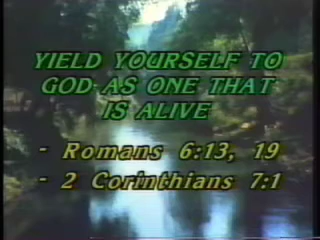 YIELD YOURSELF TO
GOD AS ONE THAT
IS ALIVE
- Romans 6:13, 19
- 2 Corinthians 7:1